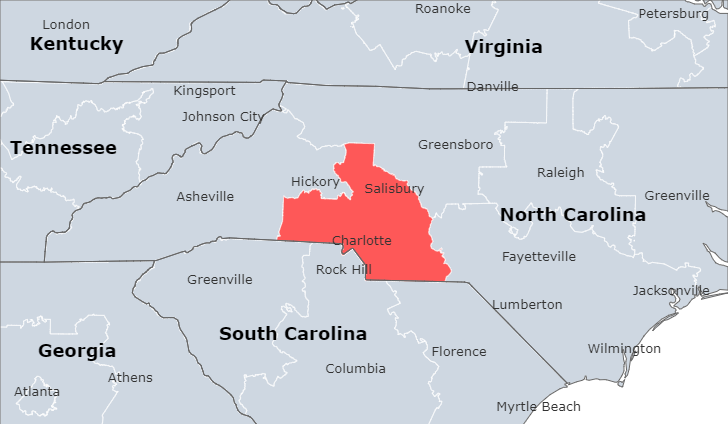 London
Roanoke
Petersburg
Kentucky
Virginia
Kingsport
Danville
Johnson City
Tennessee
Greensboro
Raleigh
Hickory
Salisbury
Asheville
Greenville
North Carolina
Charlotte
Fayetteville
Rock Hill
Greenville
Jacksonville
Lumberton
South Carolina
Georgia
Florence
Wilmington
Columbia
Athens
Atlanta
Myrtle Beach